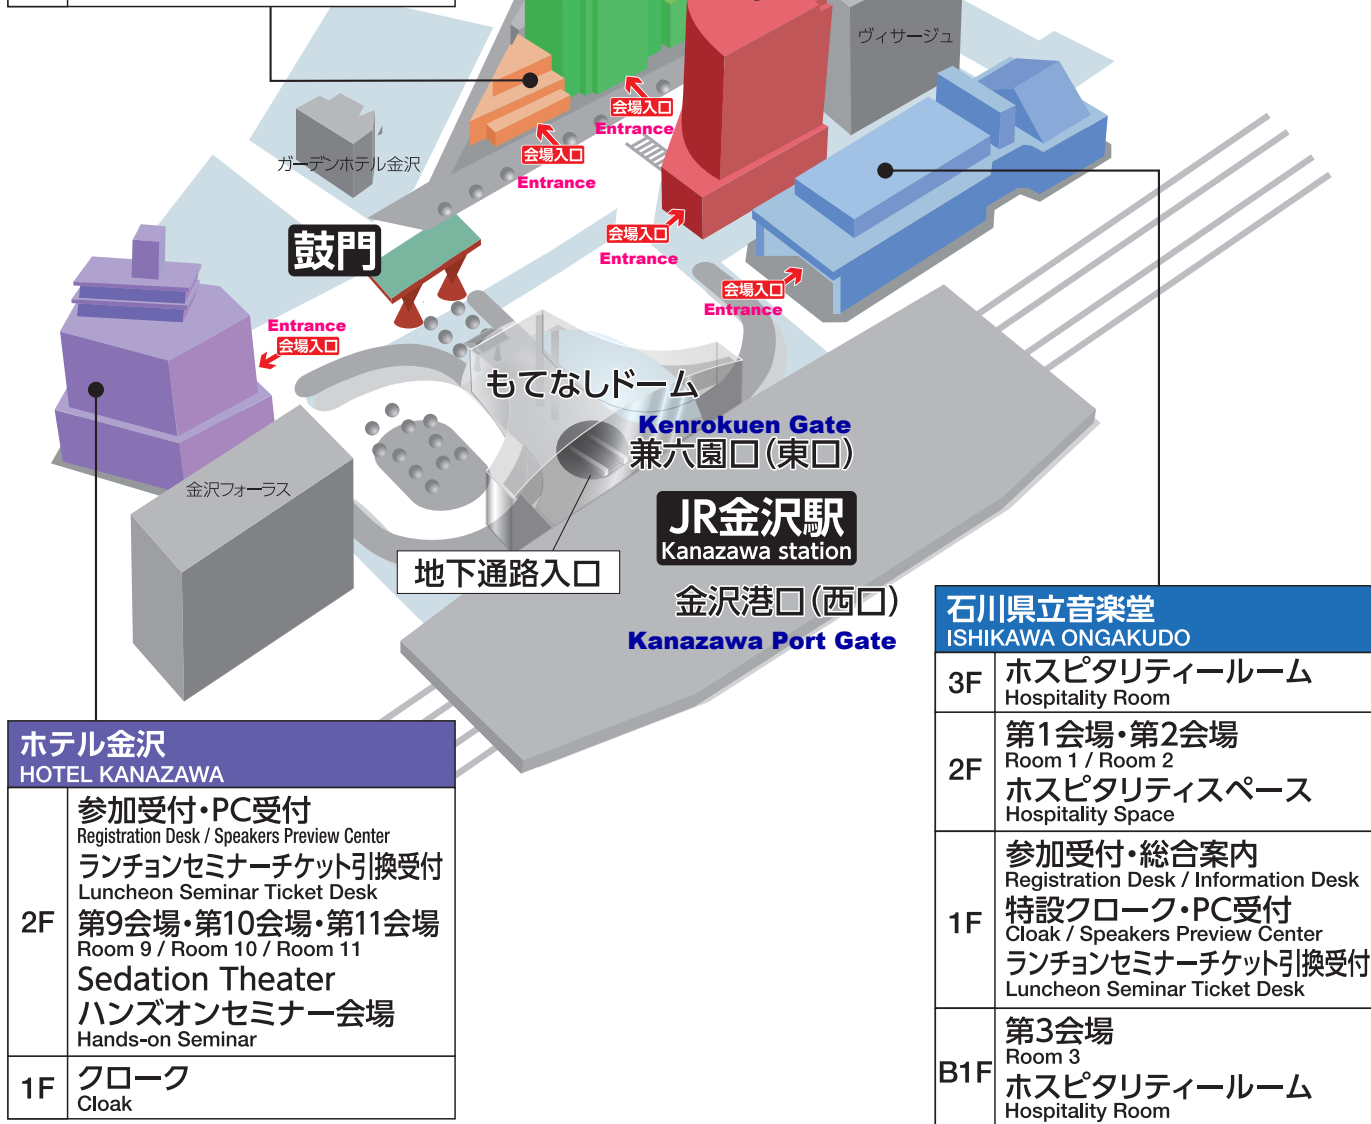 ヴィサージュ
会場入口
Entrance
会場入口
Entrance
ガーデンホテル金沢
鼓門
会場入口
Entrance
会場入口
Entrance
Entrance
会場入口
もてなしドーム
Kenrokuen Gate
兼六園口(東口)
金沢フォーラス
JR金沢駅
Kanazawa station
地下通路入口
金沢港口(西口)
Kanazawa Port Gate
石川県立音楽堂
ISHIKAWA ONGAKUDO
3F
ホスピタリティールーム
Hospitality Room
2F
第1会場・第2会場
Room 1 / Room 2
ホスピタリティスペース
Hospitality Space
1F
参加受付・総合案内
Registration Desk / Information Desk
特設クローク・PC受付
Cloak / Speakers Preview Center
ランチョンセミナーチケット引換受付
Luncheon Seminar Ticket Desk
B1F
第3会場
Room 3
ホスピタリティールーム
Hospitality Room
ホテル金沢
HOTEL KANAZAWA
2F
参加受付・PC受付
Registration Desk / Speakers Preview Center
ランチョンセミナーチケット引換受付
Luncheon Seminar Ticket Desk
第9会場・第10会場・第11会場
Room 9 / Room 10 / Room 11
Sedation Theater
ハンズオンセミナー会場
Hands-on Seminar
1F
クローク
Cloak